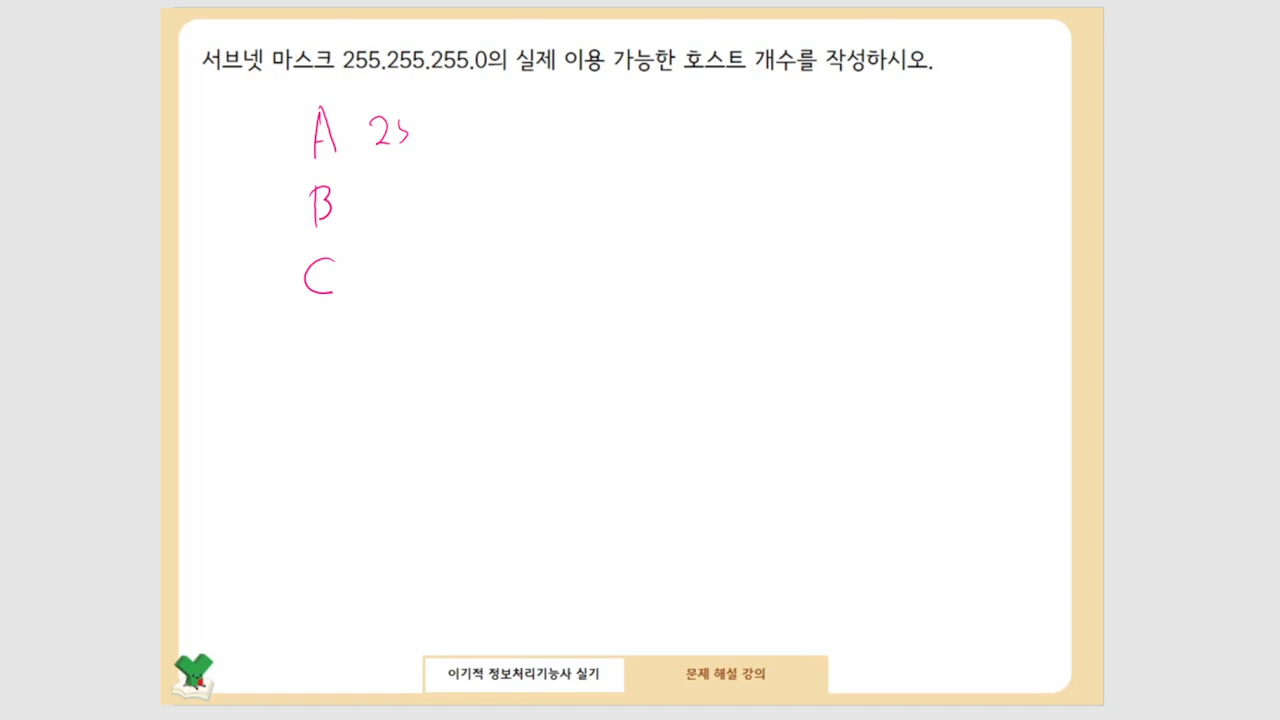 서브넷 마스크 255.255.255.0의 실제 이용 가능한 호스트 개수를 작성하시오.
A 25
B
C
이기적 정보처리기능사 실기
문제 해설 강의